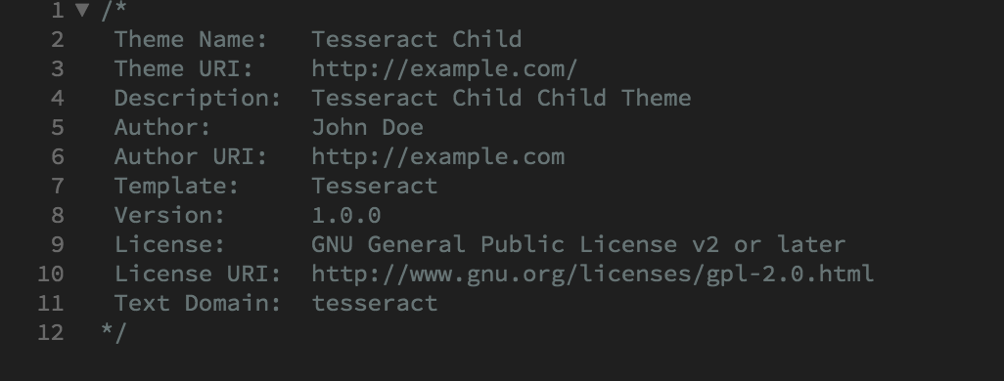 1 ▼ /*
2 Theme Name: Tesseract Child
3 Theme URI: http://example.com/
4 Description: Tesseract Child Child Theme
5 Author: John Doe
6 Author URI: http://example.com
7 Template: Tesseract
8 Version: 1.0.0
9 License: GNU General Public License v2 or later
10 License URI: http://www.gnu.org/licenses/gpl-2.0.html
11 Text Domain: tesseract
12 */